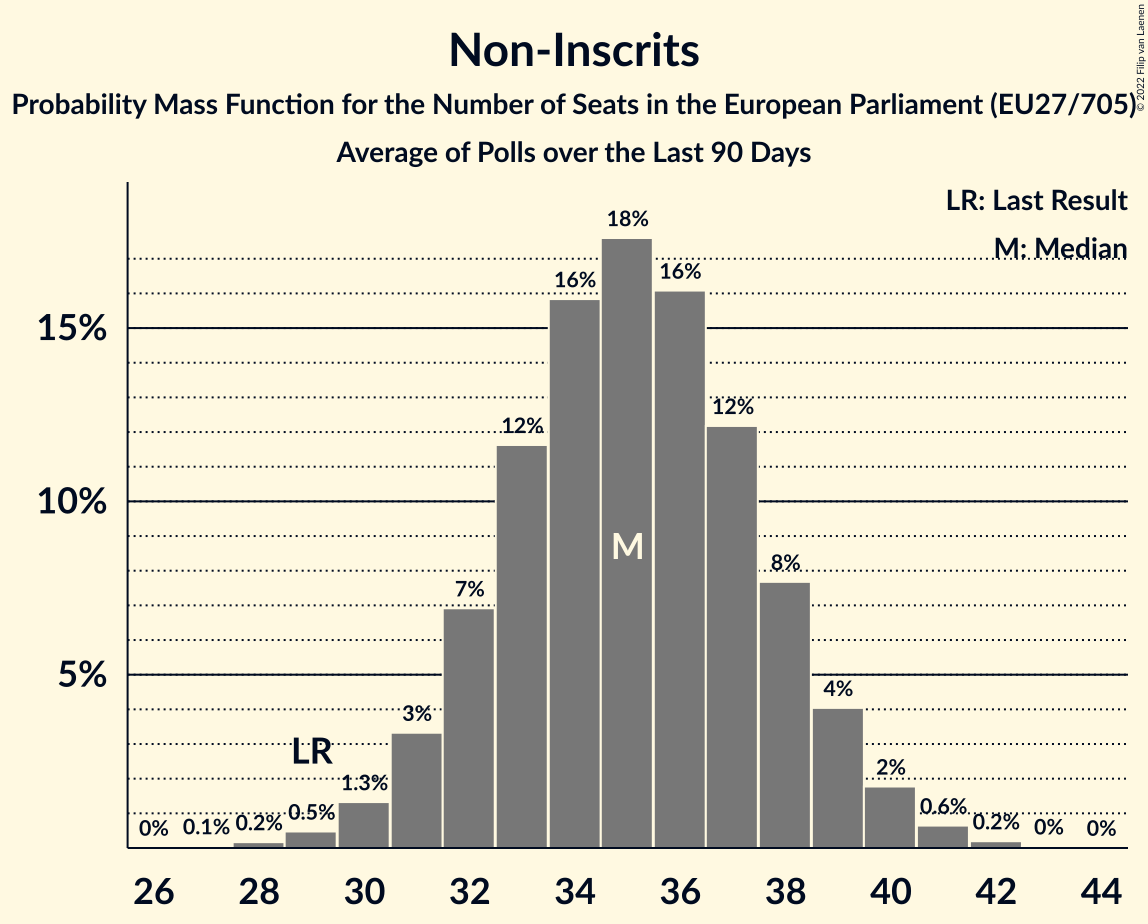 Non-Inscrits
Probability Mass Function for the Number of Seats in the European Parliament (EU27/705)
Average of Polls over the Last 90 Days
© 2022 Filip van Laenen
LR: Last Result
M: Median
18%
16%
16%
15%
12%
12%
10%
M
8%
7%
5%
4%
3%
LR
2%
1.3%
0.6%
0.5%
0.2%
0.2%
0.1%
0%
0%
0%
26 28 30 32 34 36 38 40 42 44